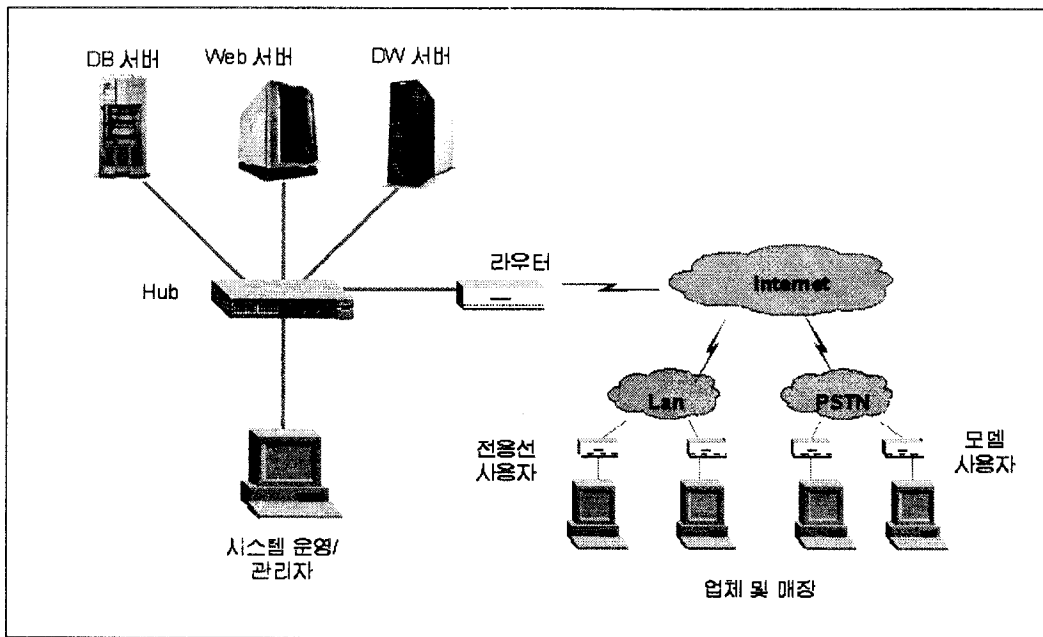 DB 서버
Web 서버
DW 서버
라우터
Hub
Internet
Lan
PSTN
전용선
사용자
모뎀
사용자
시스템 운영/
관리자
업체 및 매장